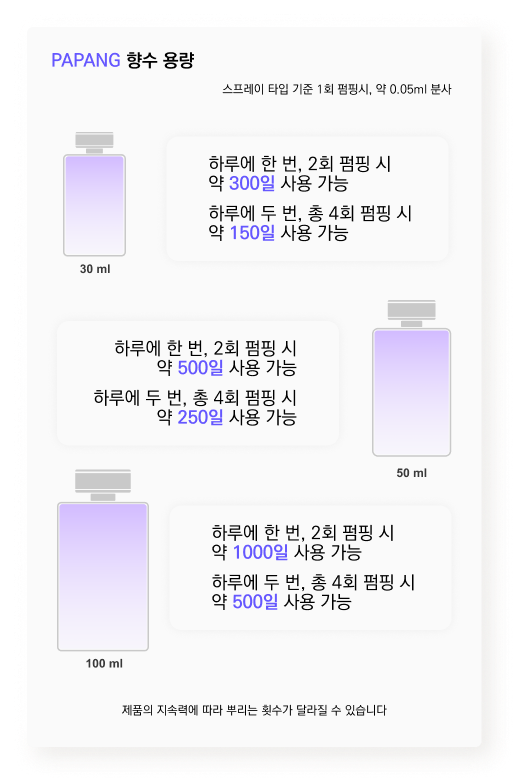 PAPANG 향수 용량
스프레이 타입 기준 1회 펌핑시, 약 0.05ml 분사
하루에 한 번, 2회 펌핑 시
약 300일 사용 가능
하루에 두 번, 총 4회 펌핑 시
약 150일 사용 가능
30 ml
하루에 한 번, 2회 펌핑 시
약 500일 사용 가능
하루에 두 번, 총 4회 펌핑 시
약 250일 사용 가능
50 ml
하루에 한 번, 2회 펌핑 시
약 1000일 사용 가능
하루에 두 번, 총 4회 펌핑 시
약 500일 사용 가능
100 ml
제품의 지속력에 따라 뿌리는 횟수가 달라질 수 있습니다